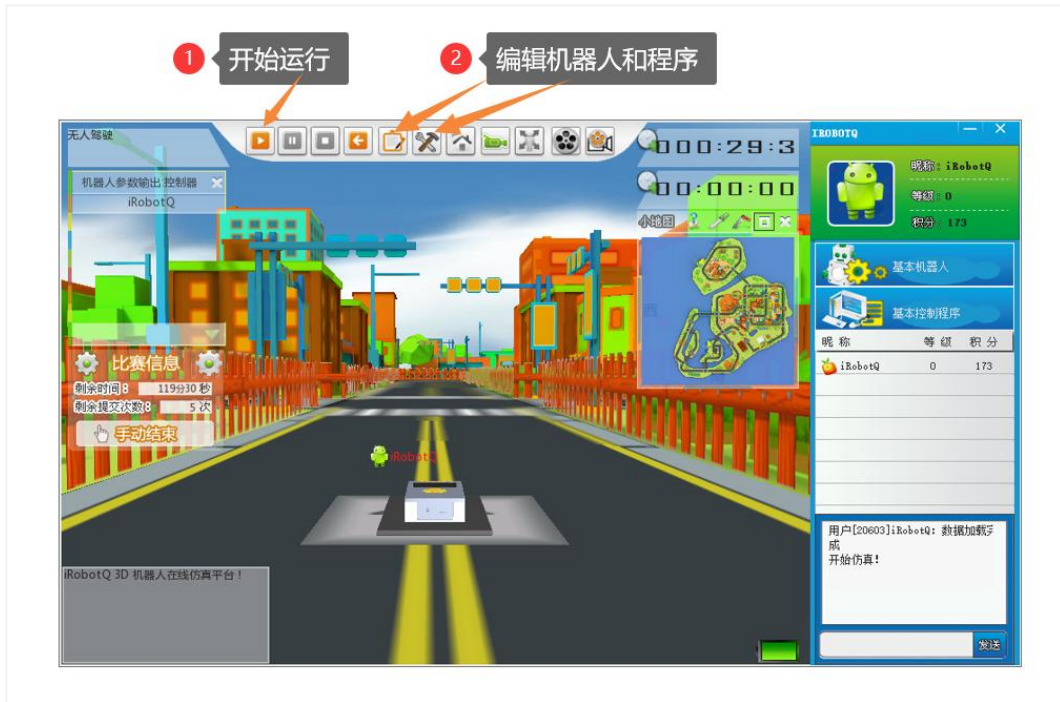 1 开始运行
2 编辑机器人和程序
无人驾驶
000:29:3
机器人参数输出 控制器
iRobotQ
00:00:00
小地图
比赛信息
剩余时间： 119分30 秒
剩余提交次数： 5 次
手动结束
iRobotQ
iRobotQ 3D 机器人在线仿真平台！
IROBOTQ
昵称：iRobotQ
等级：0
积分：173
基本机器人
基本控制程序
昵 称 等 级 积 分
iRobotQ 0 173
用户[20603]iRobotQ：数据加载完
成
开始仿真！
发送